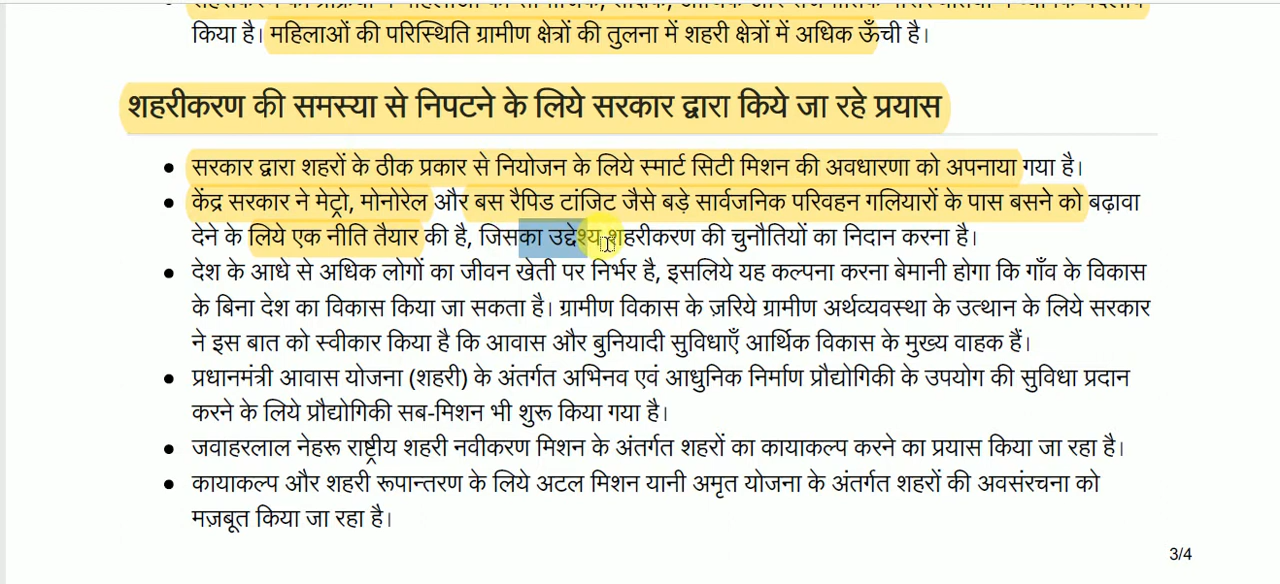 किया है। महिलाओं की परिस्थिति ग्रामीण क्षेत्रों की तुलना में शहरी क्षेत्रों में अधिक ऊँची है।
शहरीकरण की समस्या से निपटने के लिये सरकार द्वारा किये जा रहे प्रयास
• सरकार द्वारा शहरों के ठीक प्रकार से नियोजन के लिये स्मार्ट सिटी मिशन की अवधारणा को अपनाया गया है।
• केंद्र सरकार ने मेट्रो, मोनोरेल और बस रैपिड टांजिट जैसे बड़े सार्वजनिक परिवहन गलियारों के पास बसने को बढ़ावा
देने के लिये एक नीति तैयार की है, जिसका उद्देश्य शहरीकरण की चुनौतियों का निदान करना है।
• देश के आधे से अधिक लोगों का जीवन खेती पर निर्भर है, इसलिये यह कल्पना करना बेमानी होगा कि गाँव के विकास
के बिना देश का विकास किया जा सकता है। ग्रामीण विकास के ज़रिये ग्रामीण अर्थव्यवस्था के उत्थान के लिये सरकार
ने इस बात को स्वीकार किया है कि आवास और बुनियादी सुविधाएँ आर्थिक विकास के मुख्य वाहक हैं।
• प्रधानमंत्री आवास योजना (शहरी) के अंतर्गत अभिनव एवं आधुनिक निर्माण प्रौद्योगिकी के उपयोग की सुविधा प्रदान
करने के लिये प्रौद्योगिकी सब-मिशन भी शुरू किया गया है।
• जवाहरलाल नेहरू राष्ट्रीय शहरी नवीकरण मिशन के अंतर्गत शहरों का कायाकल्प करने का प्रयास किया जा रहा है।
• कायाकल्प और शहरी रूपान्तरण के लिये अटल मिशन यानी अमृत योजना के अंतर्गत शहरों की अवसंरचना को
मज़बूत किया जा रहा है।
3/4